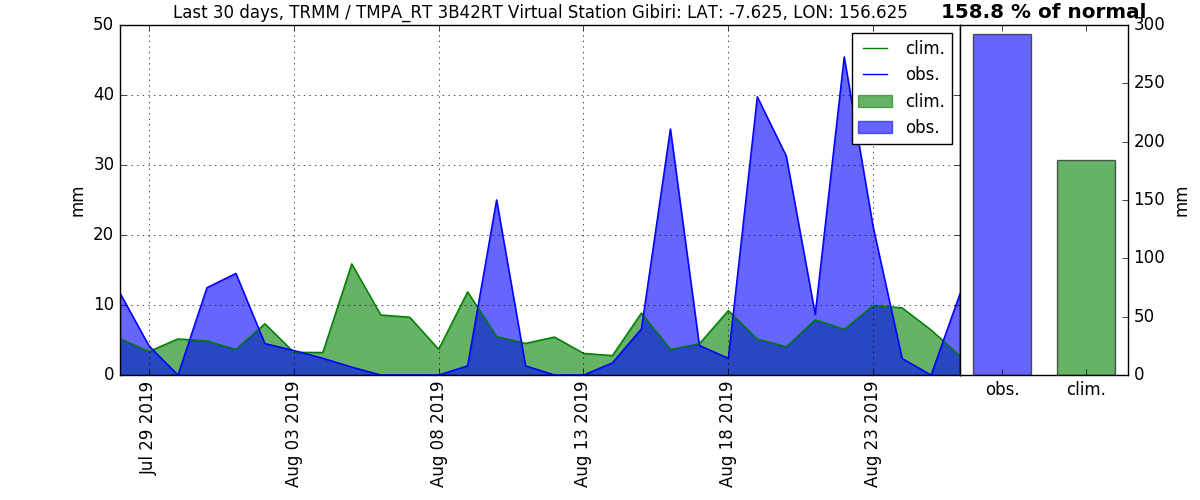 Last 30 days, TRMM / TMPA_RT 3B42RT Virtual Station Gibiri: LAT: -7.625, LON: 156.625
158.8 % of normal
50
40
30
20
10
0
mm
clim.
obs.
clim.
obs.
Jul 29 2019
Aug 03 2019
Aug 08 2019
Aug 13 2019
Aug 18 2019
Aug 23 2019
300
250
200
150
100
50
0
mm
obs.
clim.